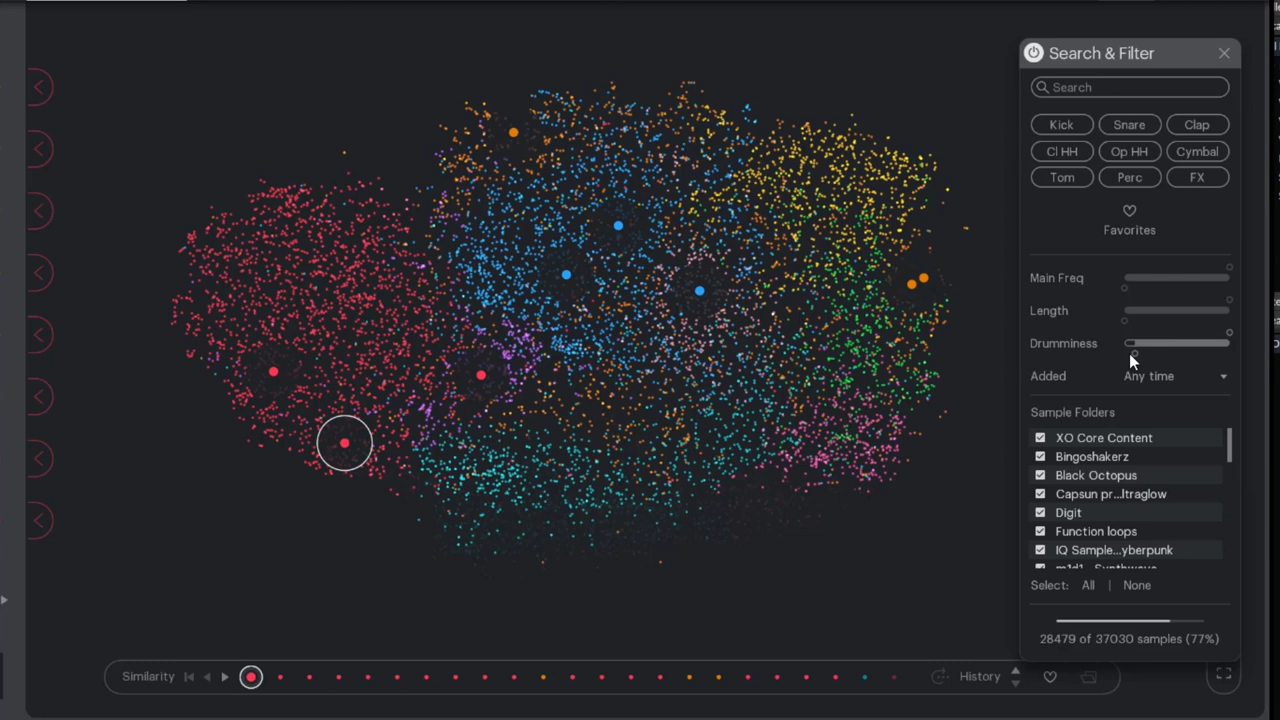 Search & Filter
Search
Kick Snare Clap
Cl HH Op HH Cymbal
Tom Perc FX
Favorites
Main Freq
Length
Drumminess
Added Any time
Sample Folders
XO Core Content
Bingoshakerz
Black Octopus
Capsun pr...ltraglow
Digit
Function loops
IQ Sample...yberpunk
Select: All | None
28479 of 37030 samples (77%)
Similarity History